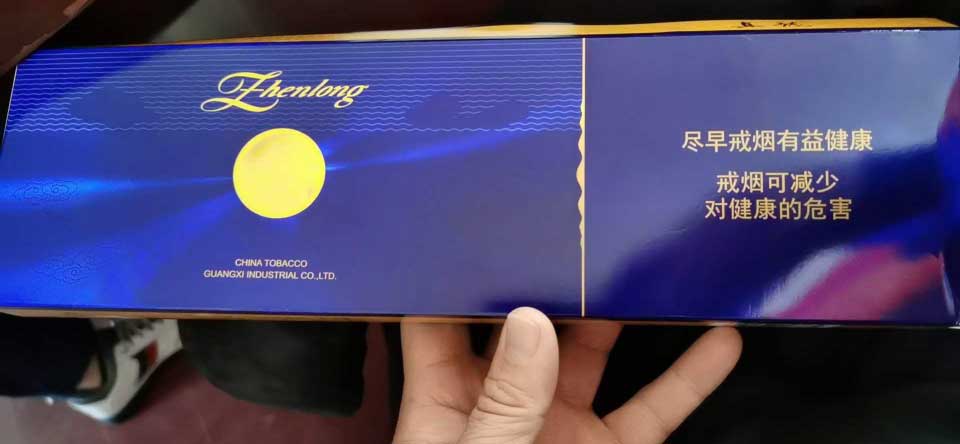 Zhenlong
CHINA TOBACCO
GUANGXI INDUSTRIAL CO.,LTD.
尽早戒烟有益健康
戒烟可减少
对健康的危害